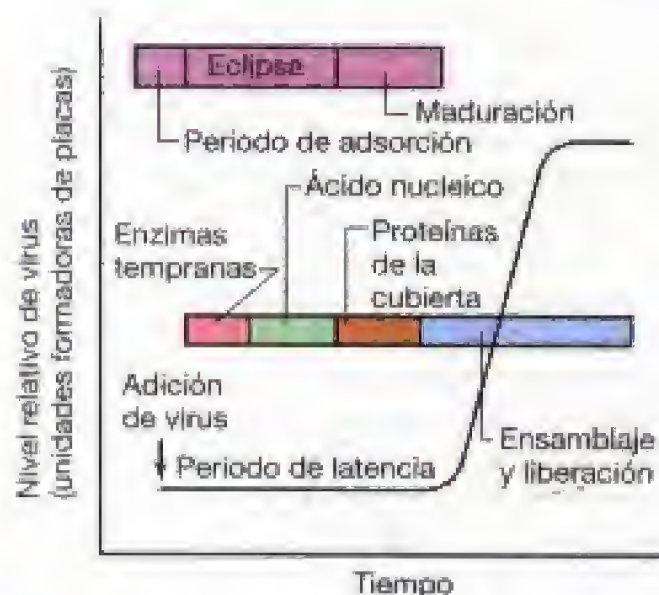 Nivel relativo de virus
(unidades formadoras de placas)
Eclipse
Maduración
Periodo de adsorción
Ácido nucleico
Enzimas
tempranas
Proteínas
de la
cubierta
Adición
de virus
Periodo de latencia
Ensamblaje
y liberación
Tiempo